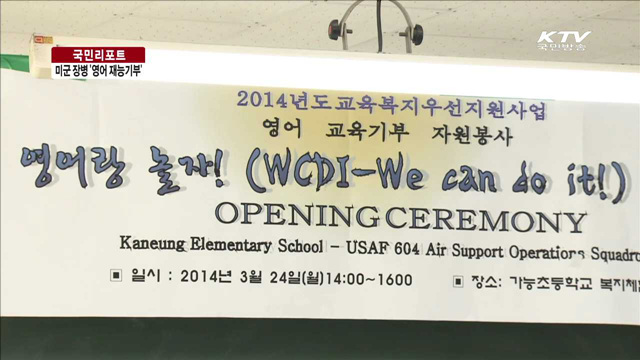 국민리포트
미군 장병 '영어 재능기부'
KTV
국민방송
2014년도교육복지우선지원사업
영어 교육기부 자원봉사
영어랑 놀자! (WCDI-We can do it!)
OPENING CEREMONY
Kaneung Elementary School - USAF 604 Air Support Operations Squadro
■ 일시 : 2014년 3월 24일(월)14:00~1600
■ 장소: 가능초등학교 복지체